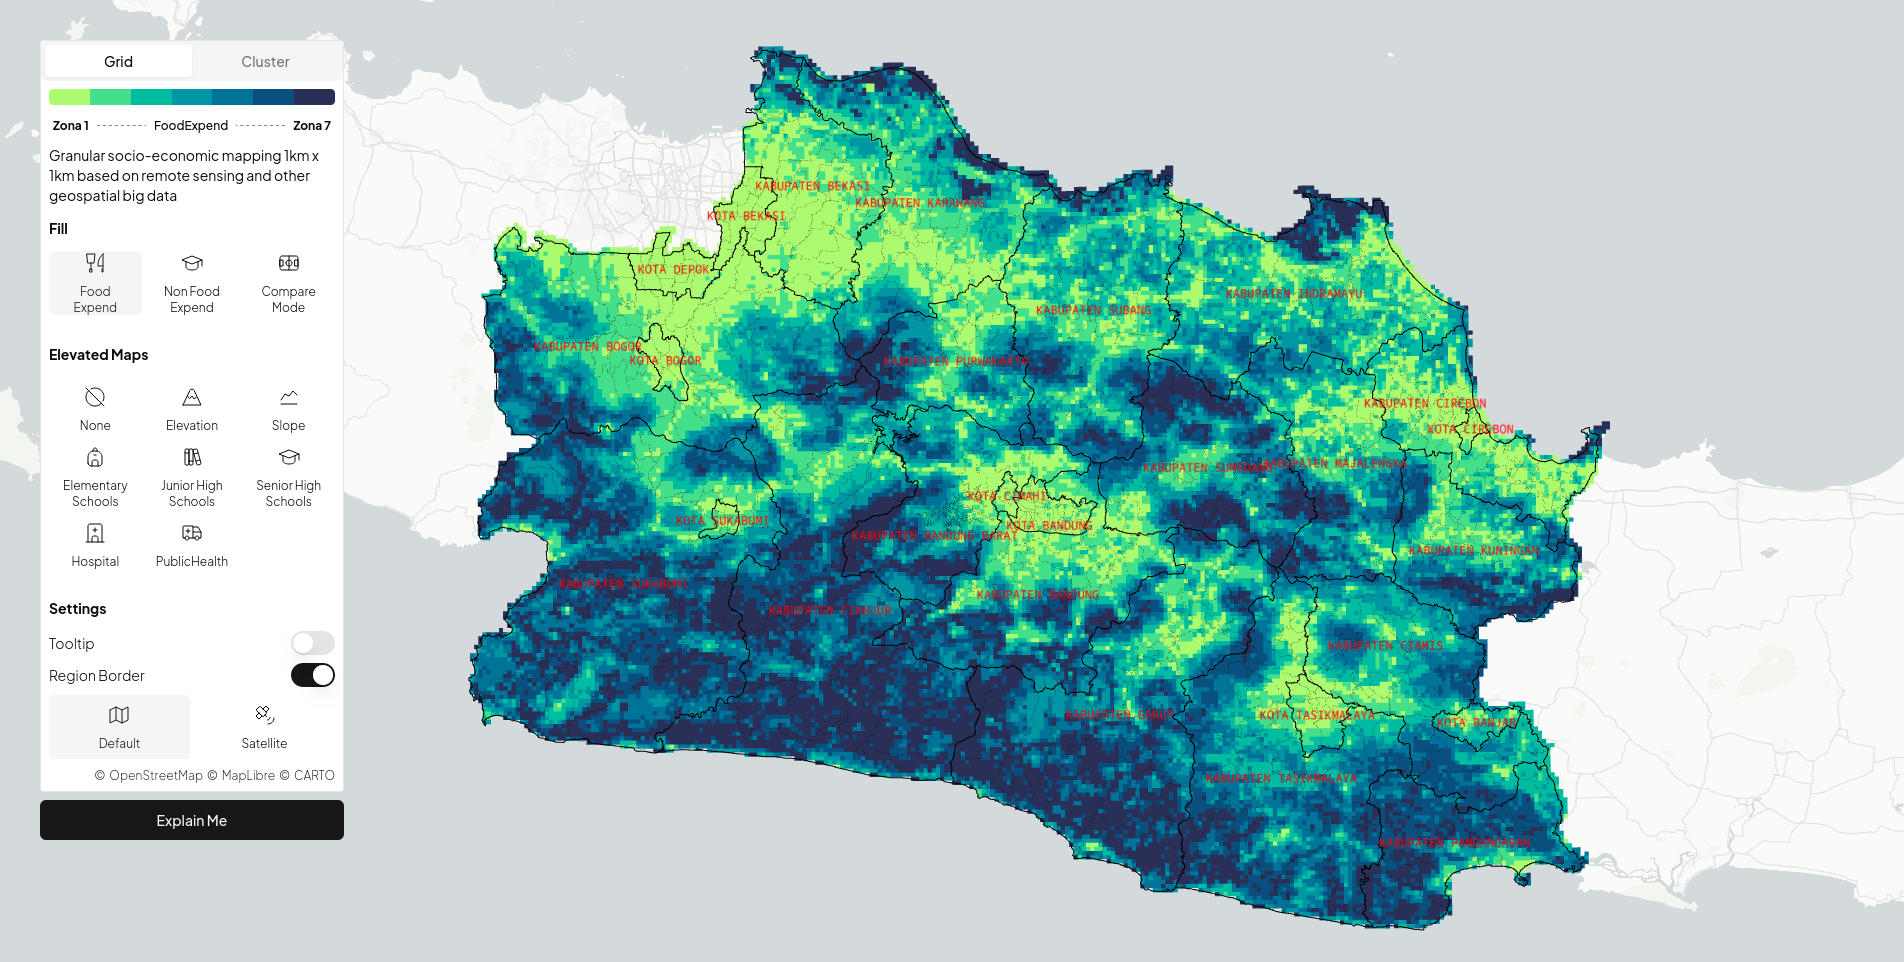 Grid
Cluster
Zona 1
FoodExpend
Zona 7
Granular socio-economic mapping 1km x
1km based on remote sensing and other
geospatial big data
Fill
Food
Expend
Non Food
Expend
Compare
Mode
Elevated Maps
None
Elevation
Slope
Elementary
Schools
Junior High
Schools
Senior High
Schools
Hospital
PublicHealth
Settings
Tooltip
Region Border
Default
Satellite
© OpenStreetMap © MapLibre © CARTO
Explain Me
KABUPATEN BEKASI
KABUPATEN KARAWANG
KOTA BEKASI
KOTA DEPOK
KABUPATEN INDRAMAYU
KABUPATEN SUBANG
KABUPATEN BOGOR
KOTA BOGOR
KABUPATEN PURWAKARTA
KABUPATEN CIREBON
KOTA CIREBON
KABUPATEN SUMEDANG
KABUPATEN MAJALENGKA
KOTA CIMAHI
KOTA SUKABUMI
KOTA BANDUNG
KABUPATEN BANDUNG BARAT
KABUPATEN KUNINGAN
KABUPATEN SUKABUMI
KABUPATEN BANDUNG
KABUPATEN CIANJUR
KABUPATEN CIAMIS
KABUPATEN GARUT
KOTA TASIKMALAYA
KOTA BANJAR
KABUPATEN TASIKMALAYA
KABUPATEN PANGANDARAN